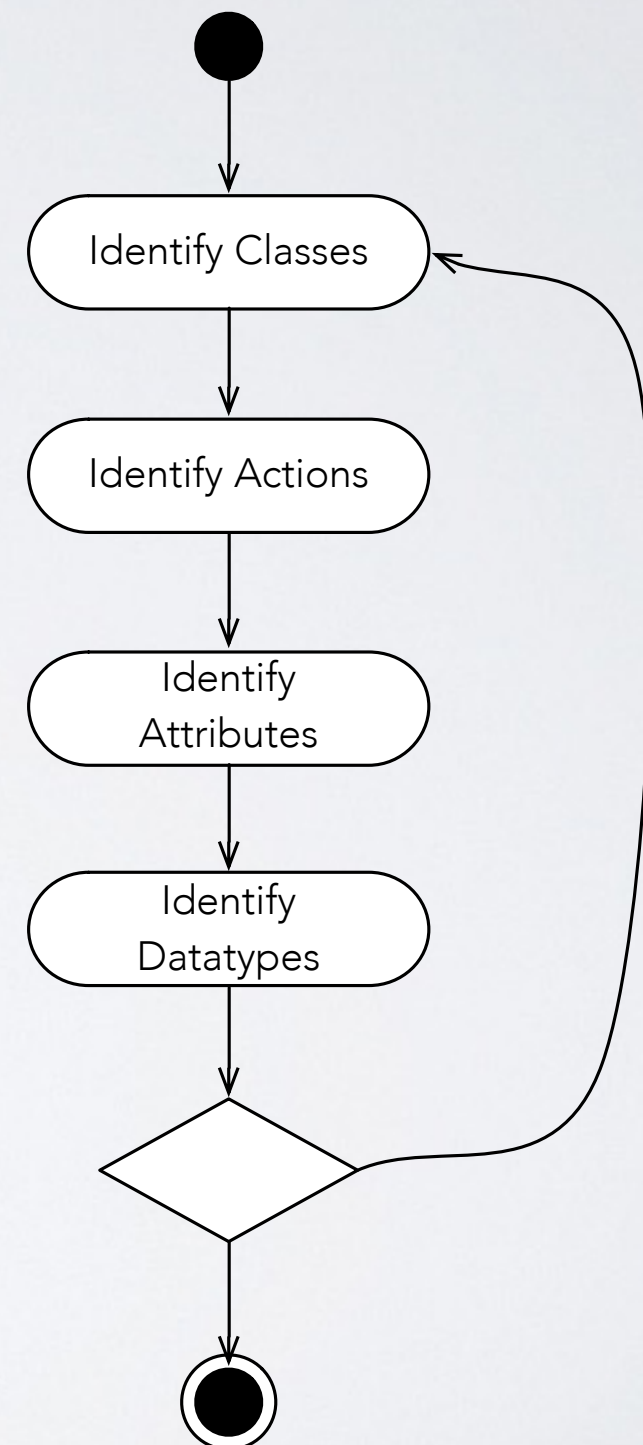 Identify Classes
Identify Actions
Identify
Attributes
Identify
Datatypes